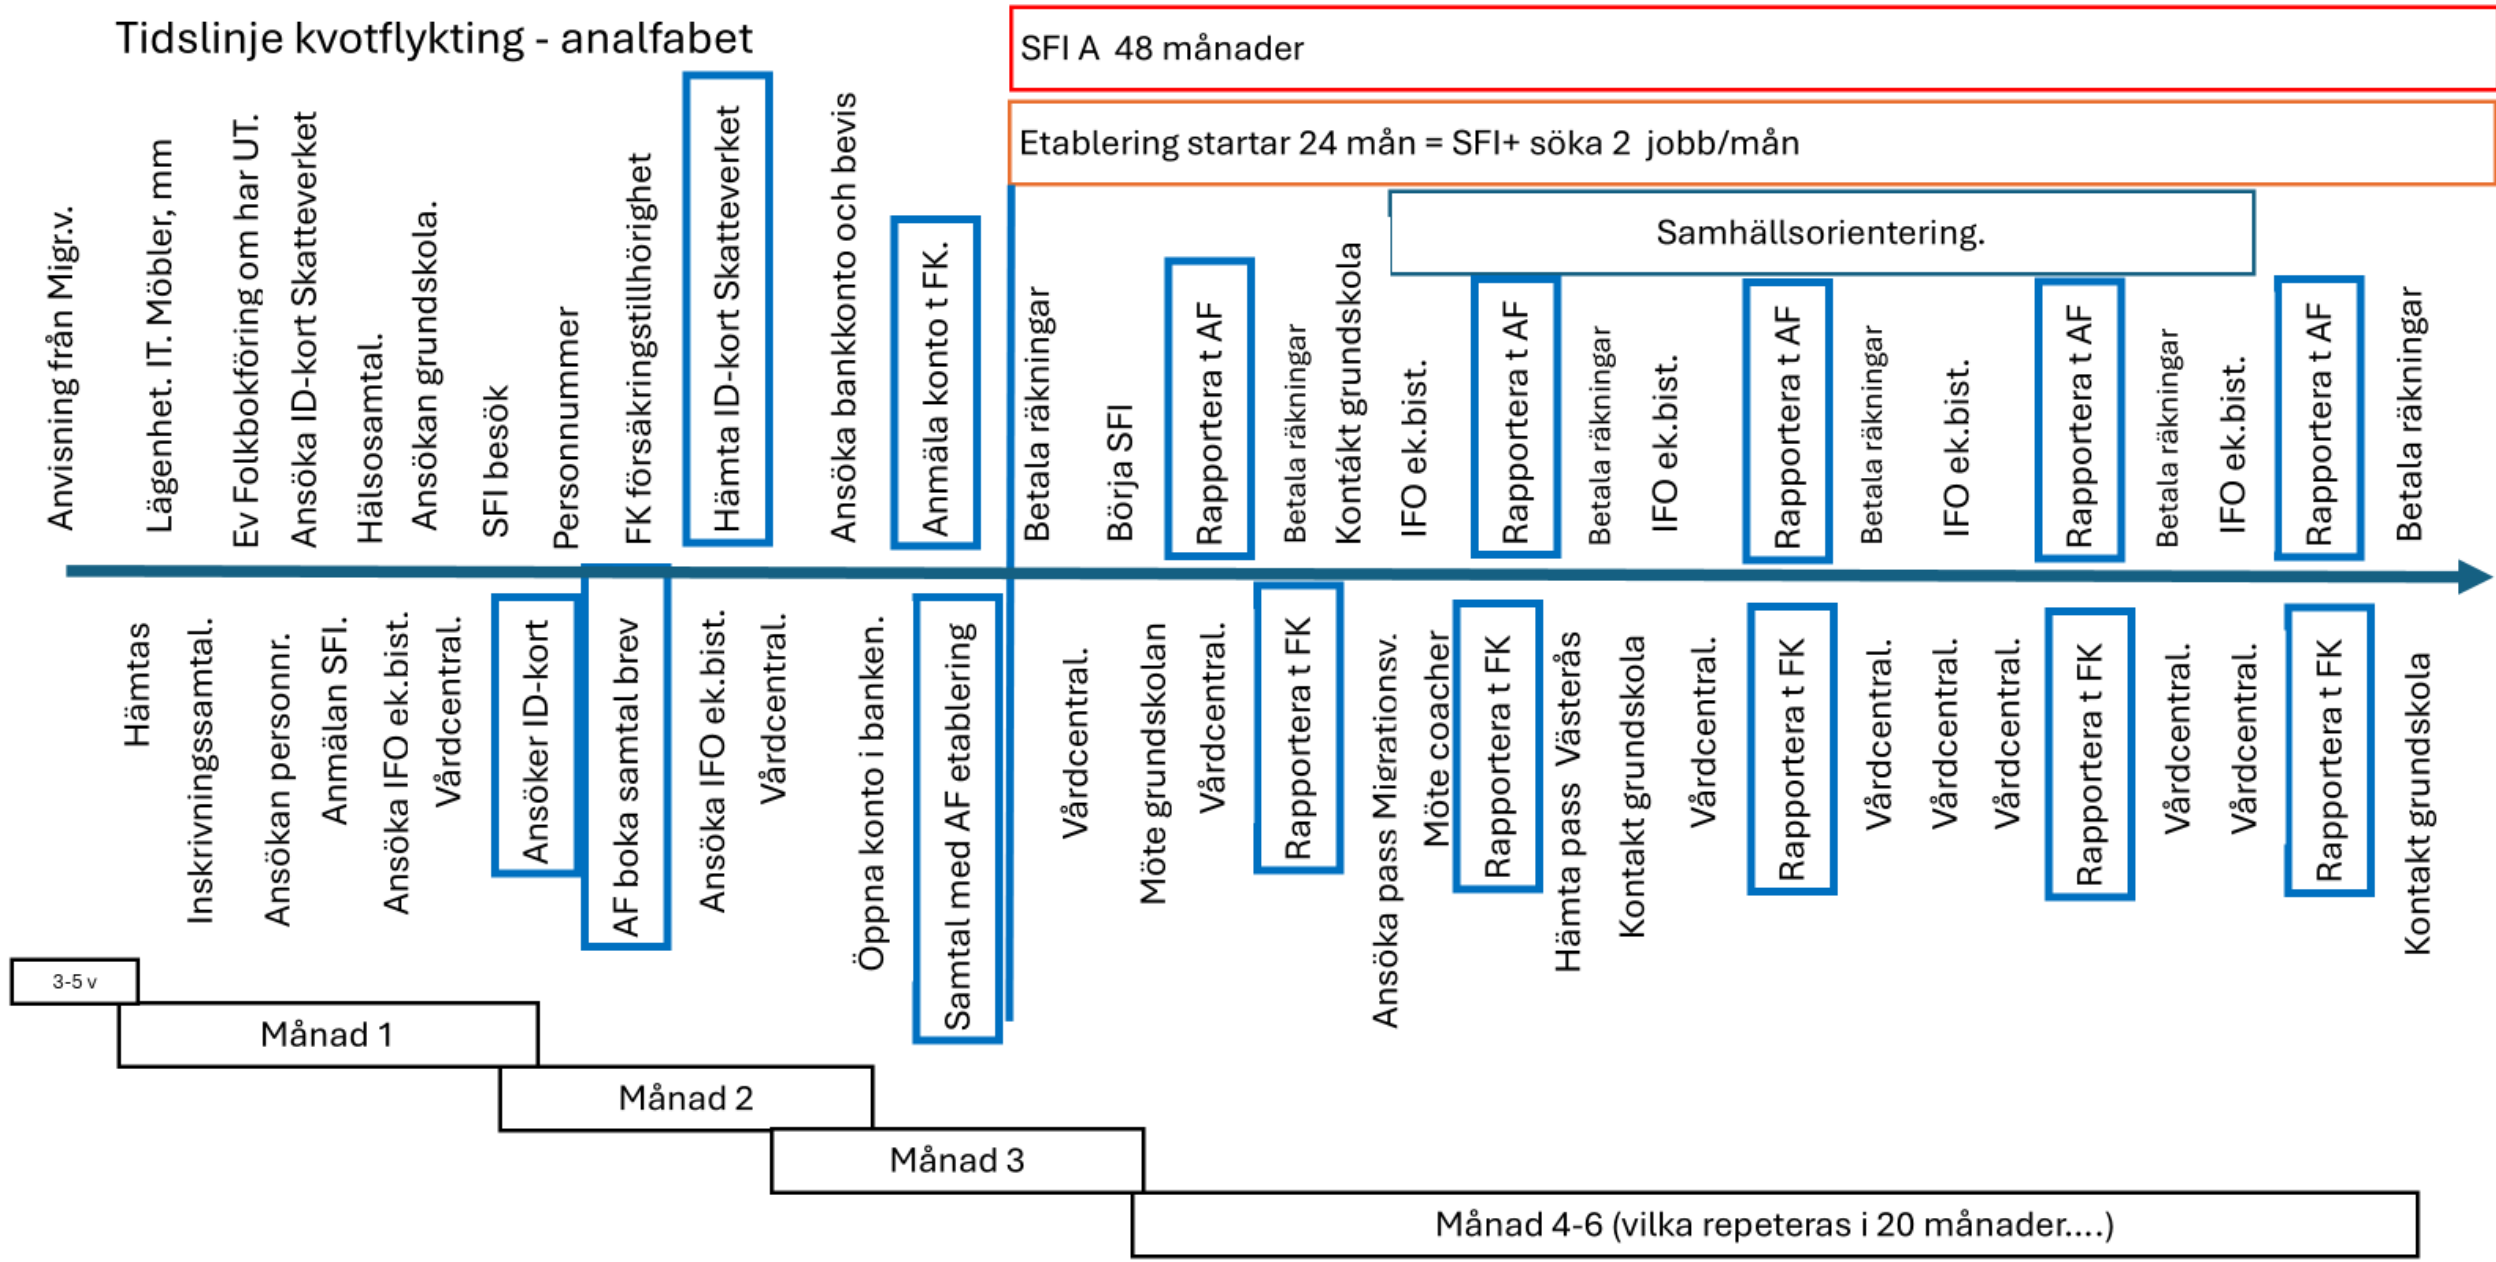 Tidslinje kvotflykting - analfabet
SFI A 48 månader
Etablering startar 24 mån = SFI+ söka 2 jobb/mån
Samhällsorientering.
Anvisning från Migr.v.
Lägenhet. IT. Möbler, mm
Ev Folkbokföring om har UT.
Ansöka ID-kort Skatteverket
Hälsosamtal.
Ansökan grundskola.
SFI besök
Personnummer
FK försäkringstillhörighet
Hämta ID-kort Skatteverket
Ansöka bankkonto och bevis
Anmäla konto t FK.
Betala räkningar
Börja SFI
Rapportera t AF
Betala räkningar
Kontákt grundskola
IFO ek.bist.
Rapportera t AF
Betala räkningar
IFO ek.bist.
Rapportera t AF
Betala räkningar
IFO ek.bist.
Rapportera t AF
Betala räkningar
IFO ek.bist.
Rapportera t AF
Betala räkningar
Hämtas
Inskrivningssamtal.
Ansökan personnr.
Anmälan SFI.
Ansöka IFO ek.bist.
Vårdcentral.
Ansöker ID-kort
AF boka samtal brev
Ansöka IFO ek.bist.
Vårdcentral.
Öppna konto i banken.
Samtal med AF etablering
Vårdcentral.
Möte grundskolan
Vårdcentral.
Rapportera t FK
Ansöka pass Migrationsv.
Möte coacher
Rapportera t FK
Hämta pass Västerås
Kontakt grundskola
Vårdcentral.
Rapportera t FK
Vårdcentral.
Vårdcentral.
Vårdcentral.
Rapportera t FK
Vårdcentral.
Vårdcentral.
Rapportera t FK
Kontakt grundskola
3-5 v
Månad 1
Månad 2
Månad 3
Månad 4-6 (vilka repeteras i 20 månader....)